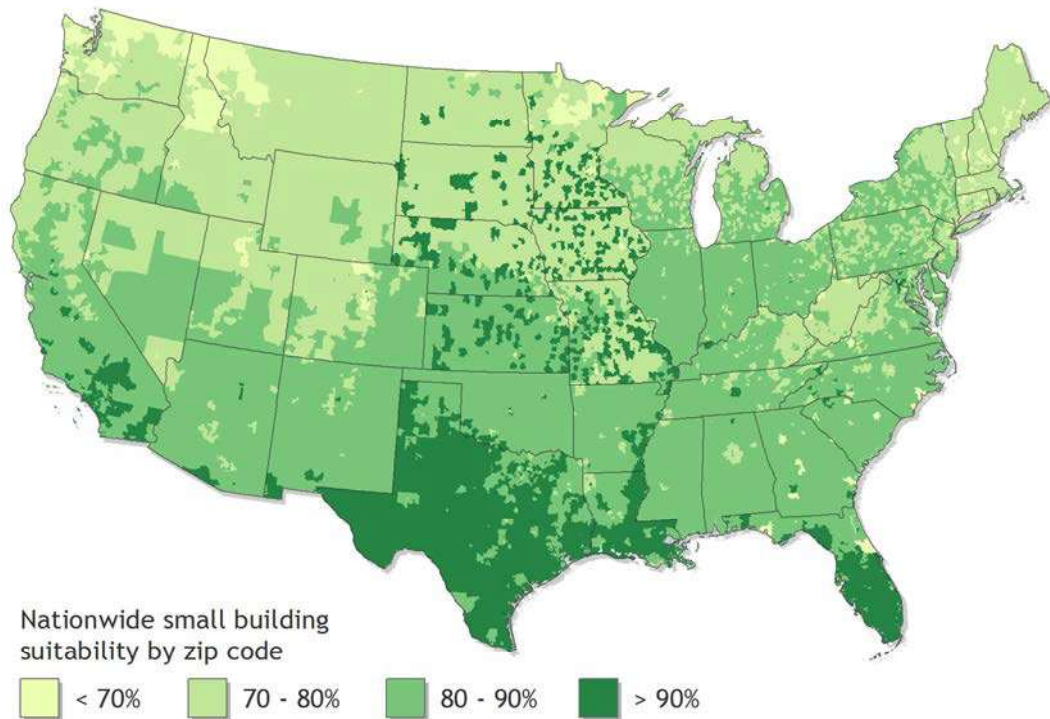 Nationwide small building
suitability by zip code
< 70%
70 - 80%
80 - 90%
> 90%